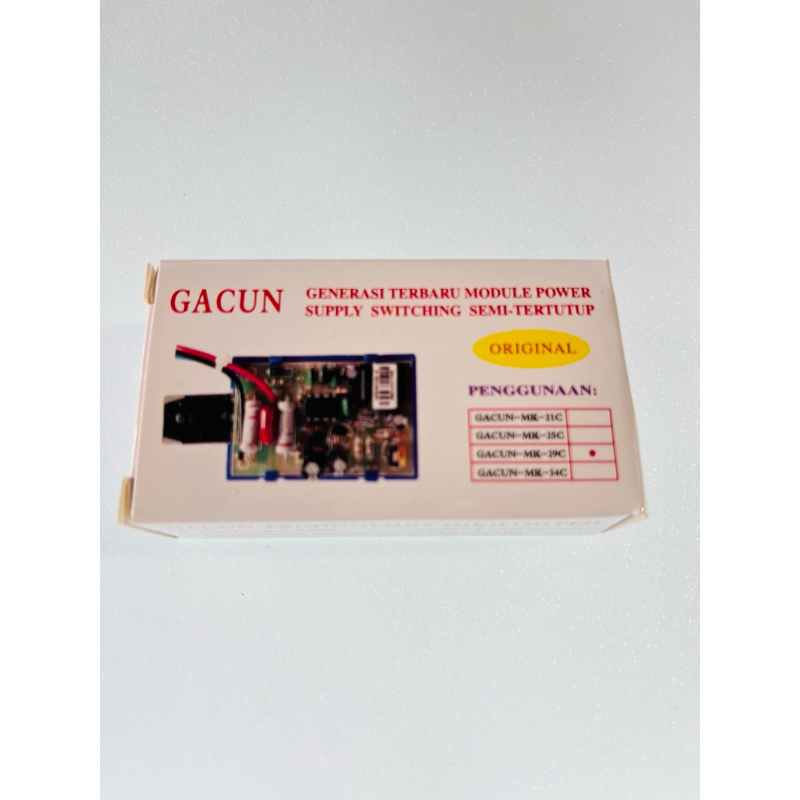 GACUN
GENERASI TERBARU MODULE POWER
SUPPLY SWITCHING SEMI-TERTUTUP
ORIGINAL
PENGGUNAAN:
GACUN-MK-21C
GACUN-MK-25C
GACUN-MK-29C
GACUN-MK-34C